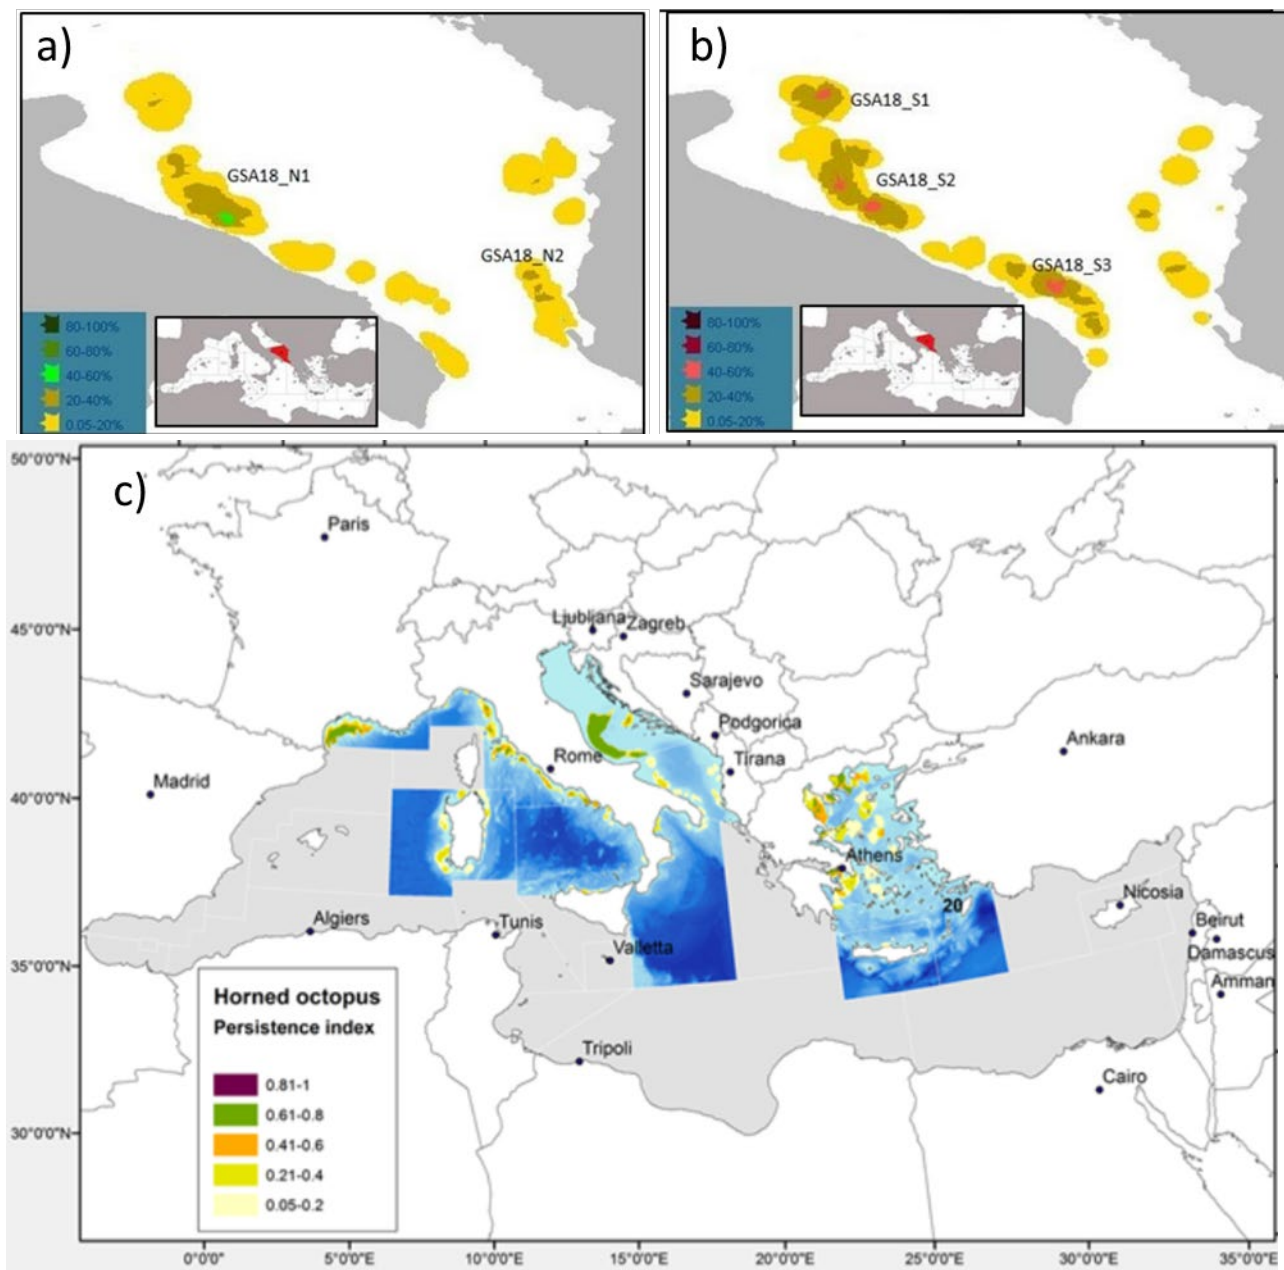 a)
GSA18_N1
GSA18_N2
80-100%
60-80%
40-60%
20-40%
0.05-20%
b)
GSA18_S1
GSA18_S2
GSA18_S3
80-100%
60-80%
40-60%
20-40%
0.05-20%
c)
50°0'0"N
45°0'0"N
40°0'0"N
35°0'0"N
30°0'0"N
Paris
Ljubljana
Zagreb
Sarajevo
Podgorica
Rome
Tirana
Ankara
Madrid
Athens
20
Nicosia
Algiers
Tunis
Valletta
Beirut
Damascus
Amman
Tripoli
Cairo
Horned octopus
Persistence index
0.81-1
0.61-0.8
0.41-0.6
0.21-0.4
0.05-0.2
0°0'0"E
5°0'0"E
10°0'0"E
15°0'0"E
20°0'0"E
25°0'0"E
30°0'0"E
35°0'0"E